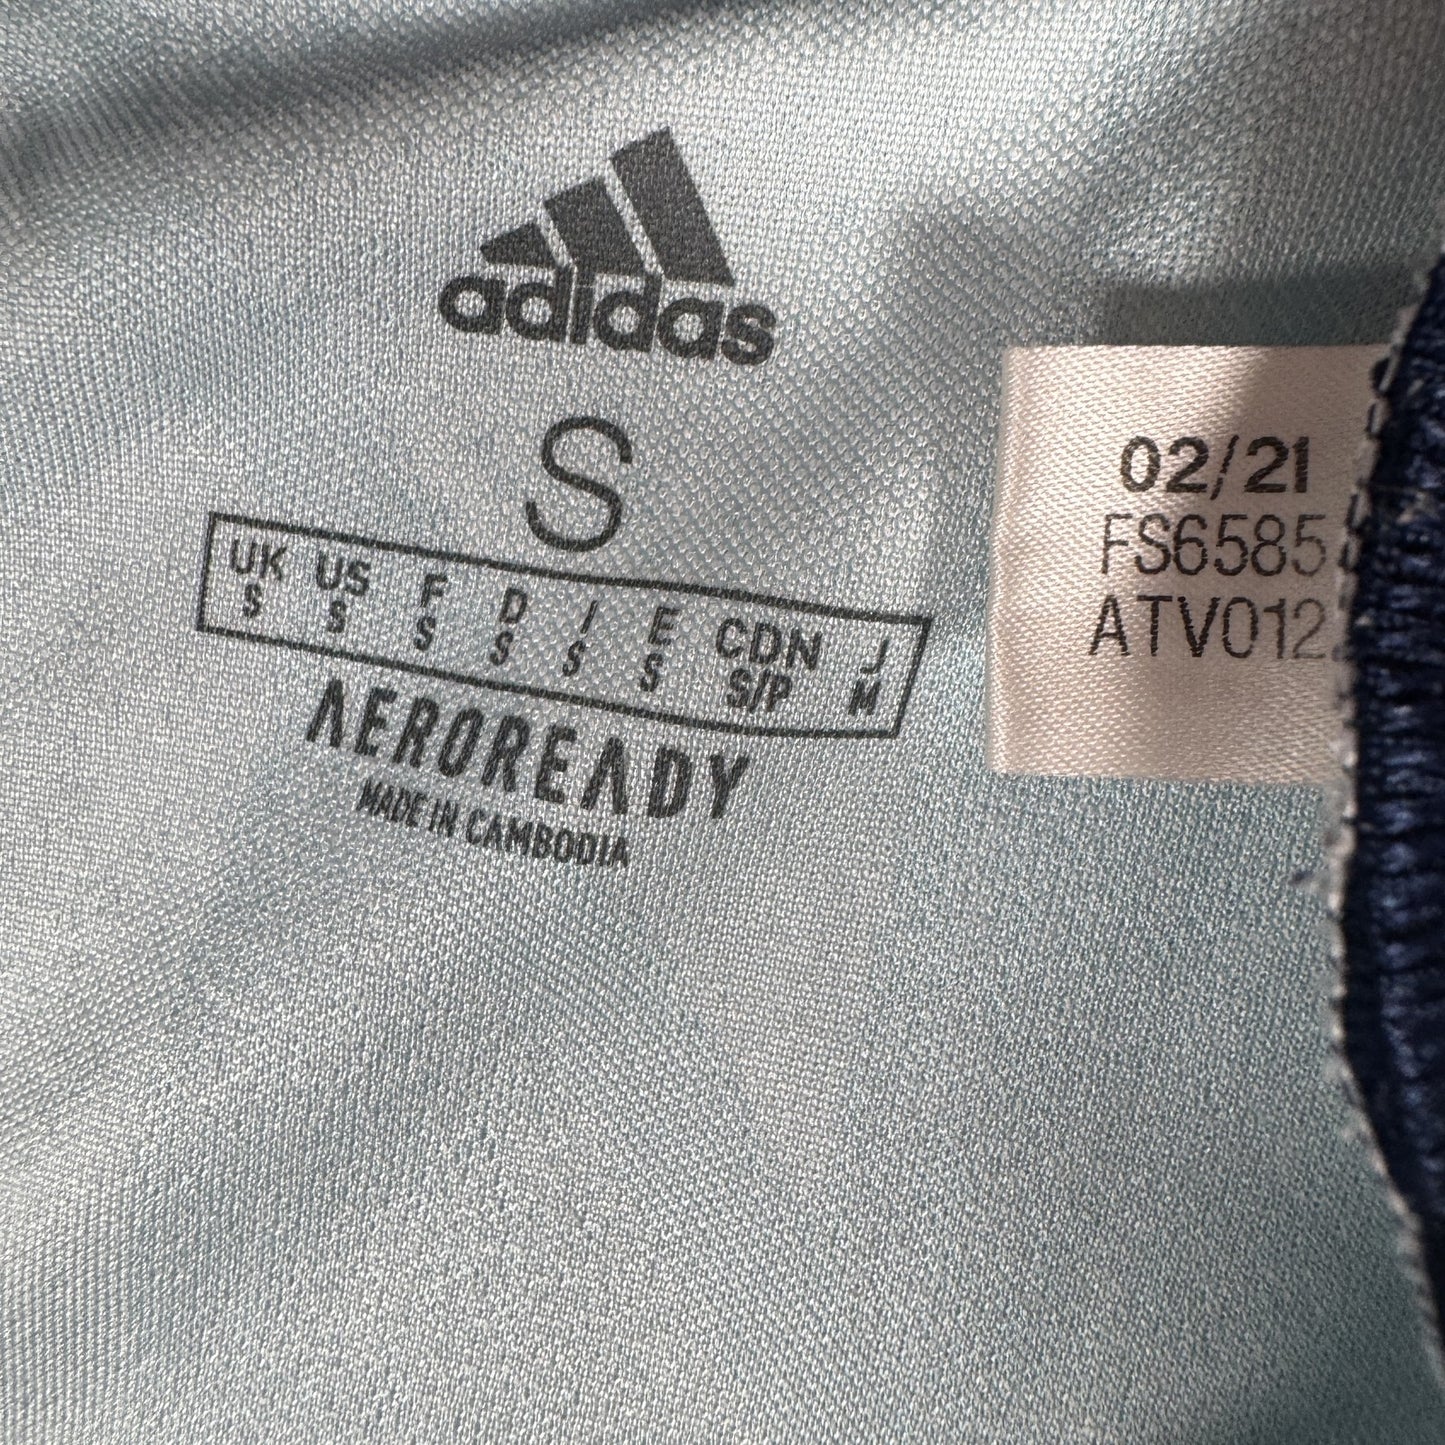 adidas
S
UK US F D I E CDN J
S S S S S S S/P M
AEROREADY
MADE IN CAMBODIA
02/21
FS6585
ATV012